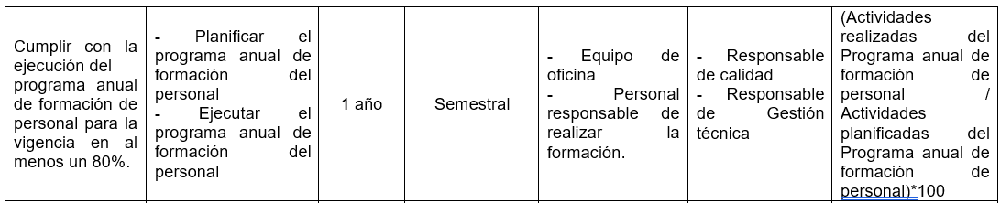 Cumplir con la
ejecución del
programa anual
de formación de
personal para la
vigencia en al
menos un 80%.
- Planificar el
programa anual de
formación del
personal
- Ejecutar el
programa anual de
formación del
personal
1 año
Semestral
- Equipo de
oficina
- Personal
responsable de
realizar la
formación.
- Responsable
de calidad
- Responsable
de Gestión
técnica
(Actividades
realizadas del
Programa anual de
formación de
personal /
Actividades
planificadas del
Programa anual de
formación de
personal)*100